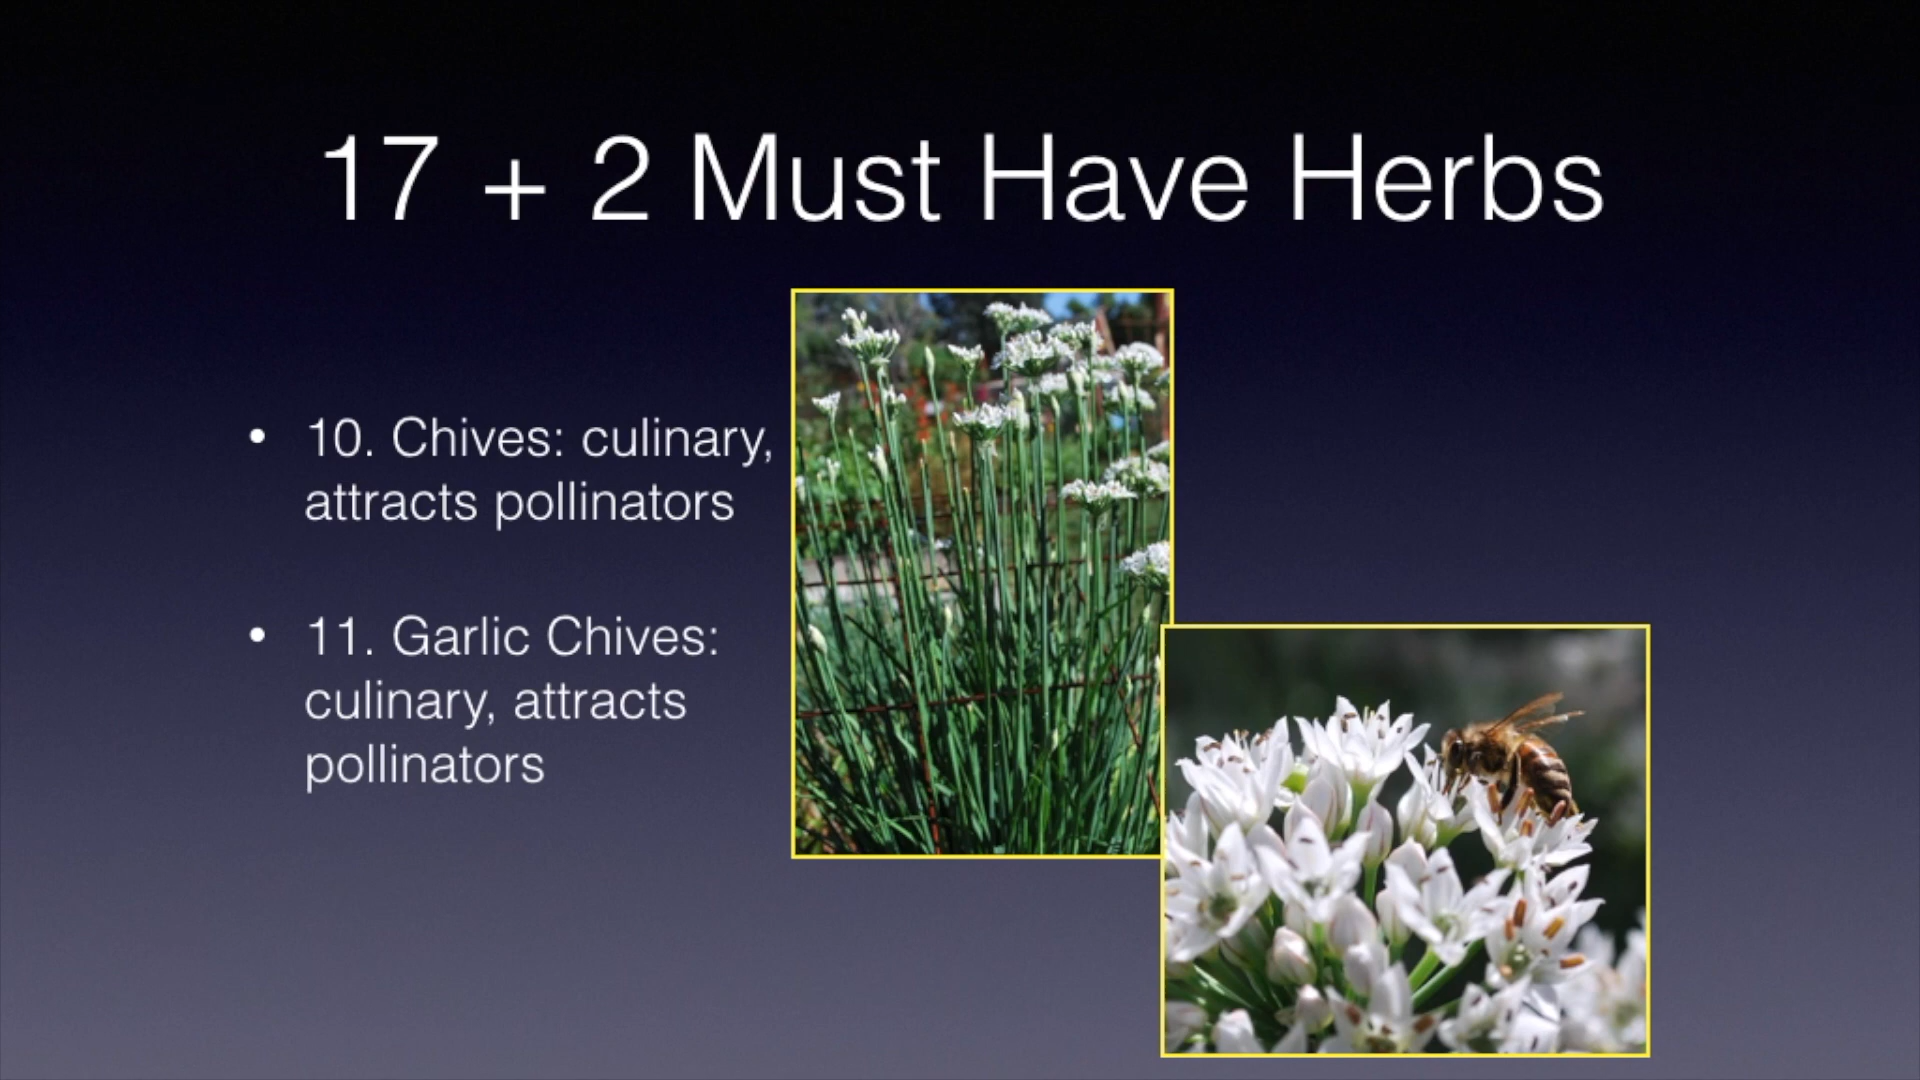 17 + 2 Must Have Herbs
• 10. Chives: culinary,
attracts pollinators
• 11. Garlic Chives:
culinary, attracts
pollinators